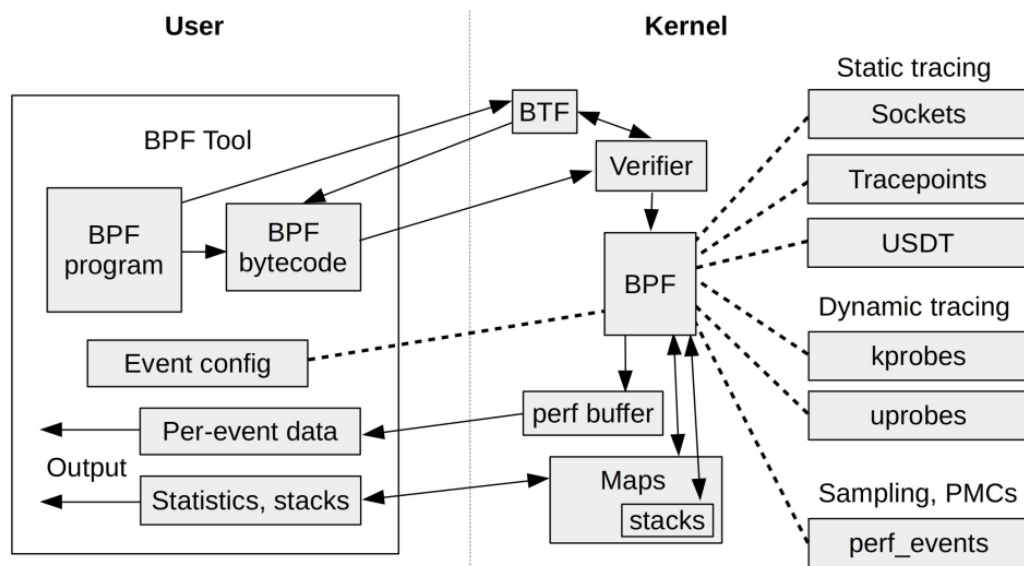 User
Kernel
BPF Tool
BPF
program
BPF
bytecode
Event config
Per-event data
Output
Statistics, stacks
BTF
Verifier
BPF
perf buffer
Maps
stacks
Static tracing
Sockets
Tracepoints
USDT
Dynamic tracing
kprobes
uprobes
Sampling, PMCs
perf_events